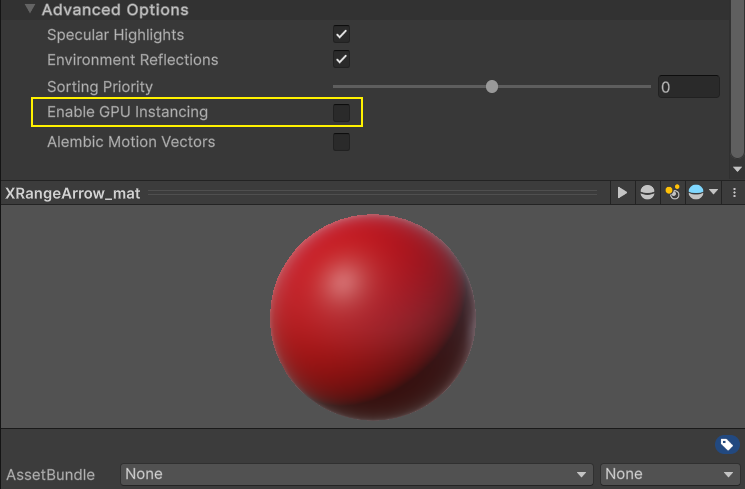 Advanced Options
Specular Highlights
Environment Reflections
Sorting Priority 0
Enable GPU Instancing
Alembic Motion Vectors
XRangeArrow_mat
AssetBundle None None